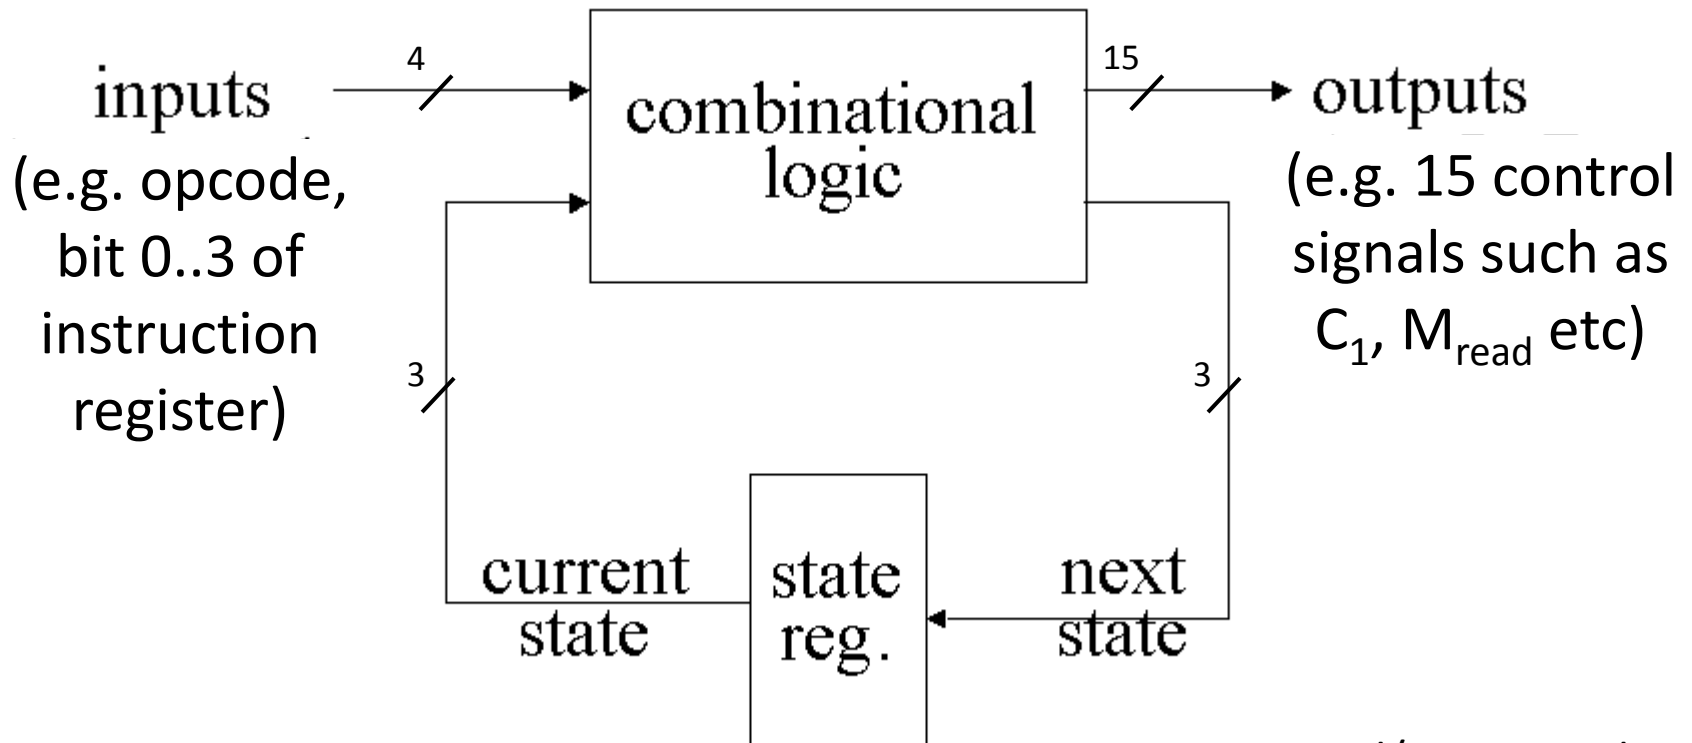 4
15
inputs
combinational
logic
outputs
(e.g. opcode,
bit 0..3 of
instruction
register)
(e.g. 15 control
signals such as
C₁, Mread etc)
3
3
current
state
state
reg.
next
state